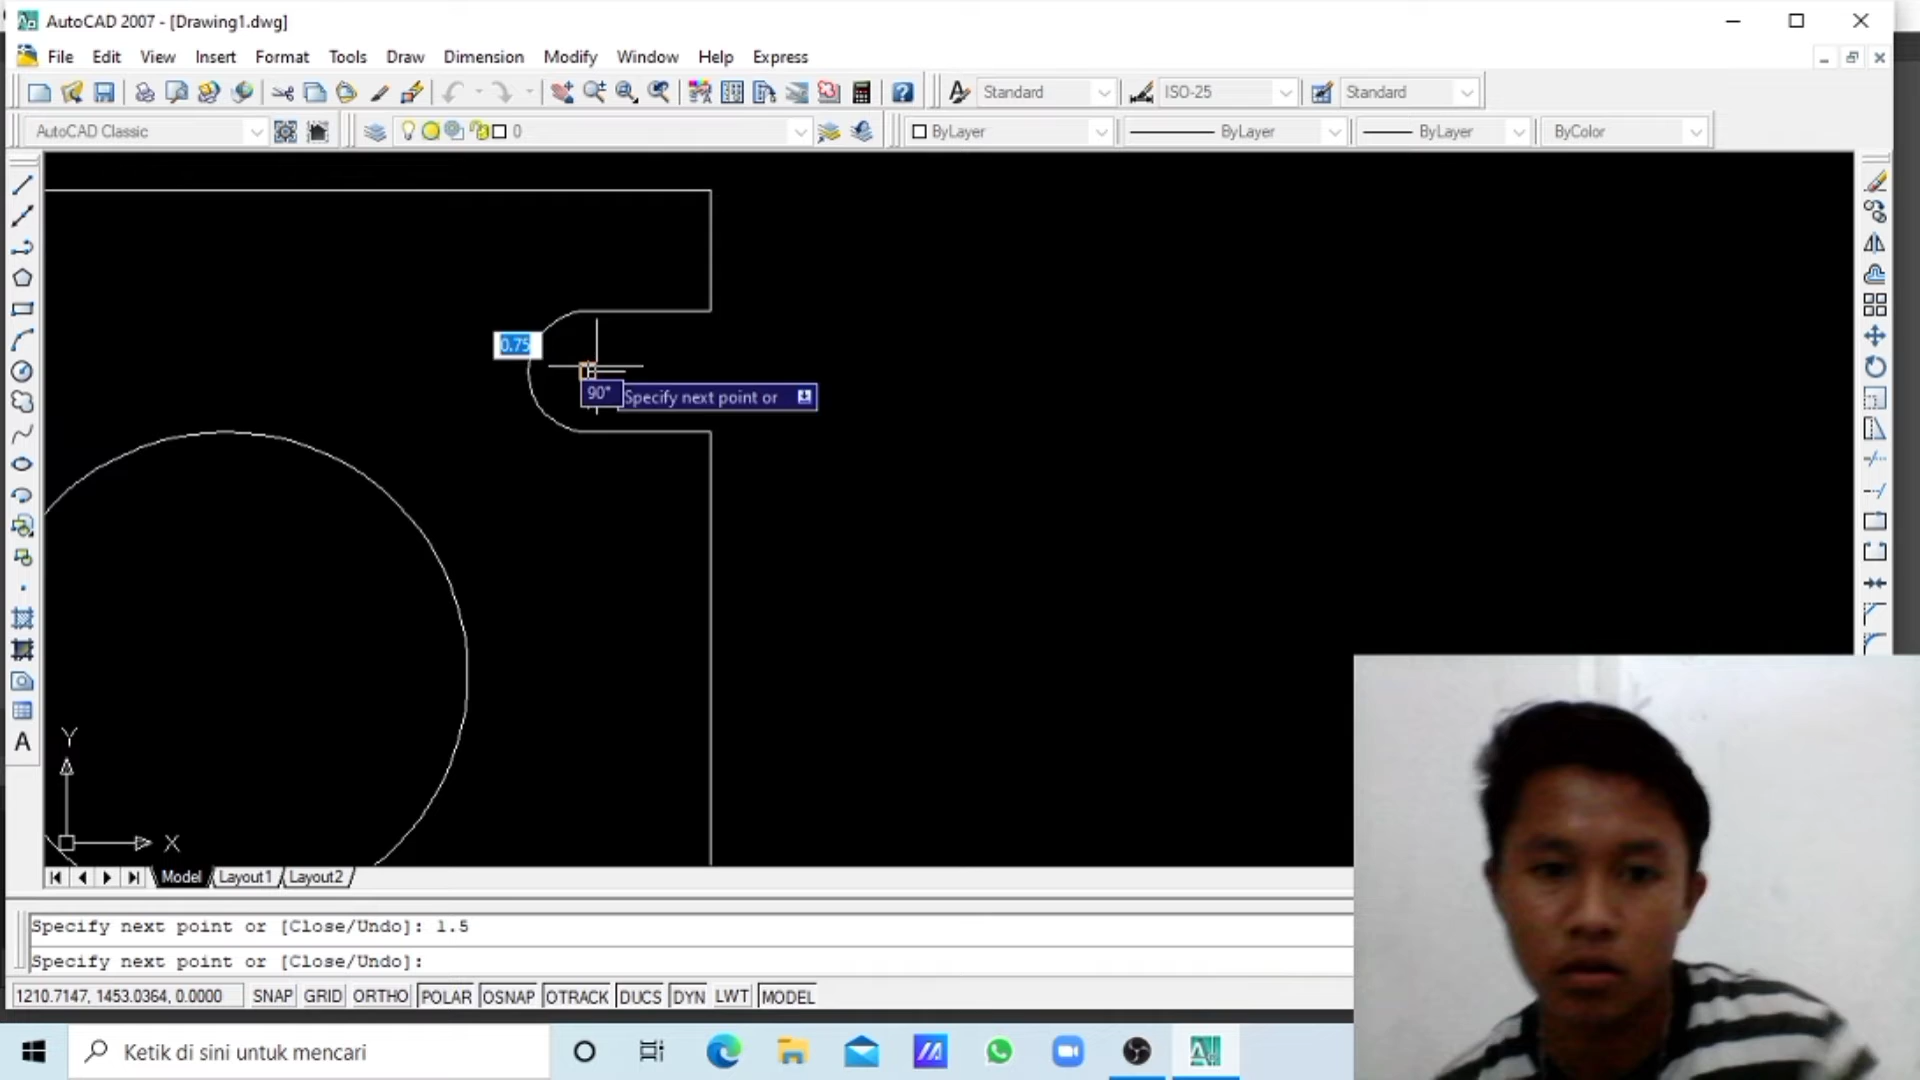 AutoCAD 2007 - [Drawing1.dwg]
File Edit View Insert Format Tools Draw Dimension Modify Window Help Express
Standard ISO-25 Standard
AutoCAD Classic 0 ByLayer ByLayer ByLayer ByColor
0.75
90° Specify next point or
Y
X
A
Model Layout1 Layout2
Specify next point or [Close/Undo]: 1.5
Specify next point or [Close/Undo]:
1210.7147, 1453.0364, 0.0000 SNAP GRID ORTHO POLAR OSNAP OTRACK DUCS DYN LWT MODEL
Ketik di sini untuk mencari